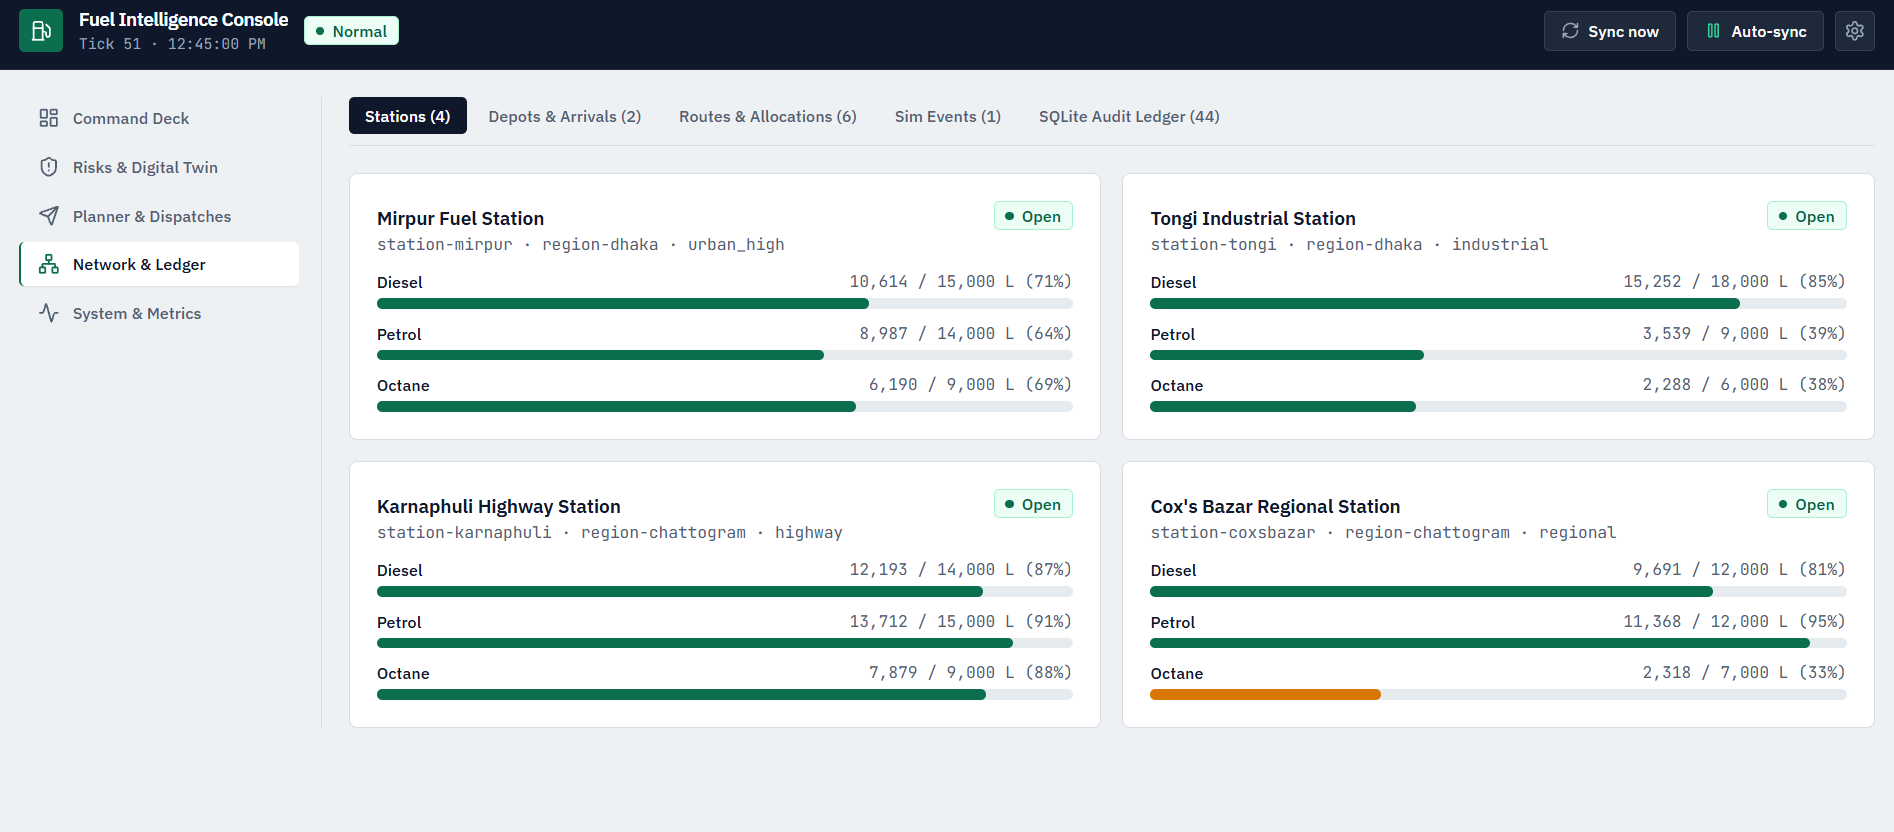 Fuel Intelligence Console
Tick 51 · 12:45:00 PM
Normal
Sync now
Auto-sync
Command Deck
Risks & Digital Twin
Planner & Dispatches
Network & Ledger
System & Metrics
Stations (4)
Depots & Arrivals (2)
Routes & Allocations (6)
Sim Events (1)
SQLite Audit Ledger (44)
Mirpur Fuel Station
Open
station-mirpur · region-dhaka · urban_high
Diesel 10,614 / 15,000 L (71%)
Petrol 8,987 / 14,000 L (64%)
Octane 6,190 / 9,000 L (69%)
Tongi Industrial Station
Open
station-tongi · region-dhaka · industrial
Diesel 15,252 / 18,000 L (85%)
Petrol 3,539 / 9,000 L (39%)
Octane 2,288 / 6,000 L (38%)
Karnaphuli Highway Station
Open
station-karnaphuli · region-chattogram · highway
Diesel 12,193 / 14,000 L (87%)
Petrol 13,712 / 15,000 L (91%)
Octane 7,879 / 9,000 L (88%)
Cox's Bazar Regional Station
Open
station-coxsbazar · region-chattogram · regional
Diesel 9,691 / 12,000 L (81%)
Petrol 11,368 / 12,000 L (95%)
Octane 2,318 / 7,000 L (33%)